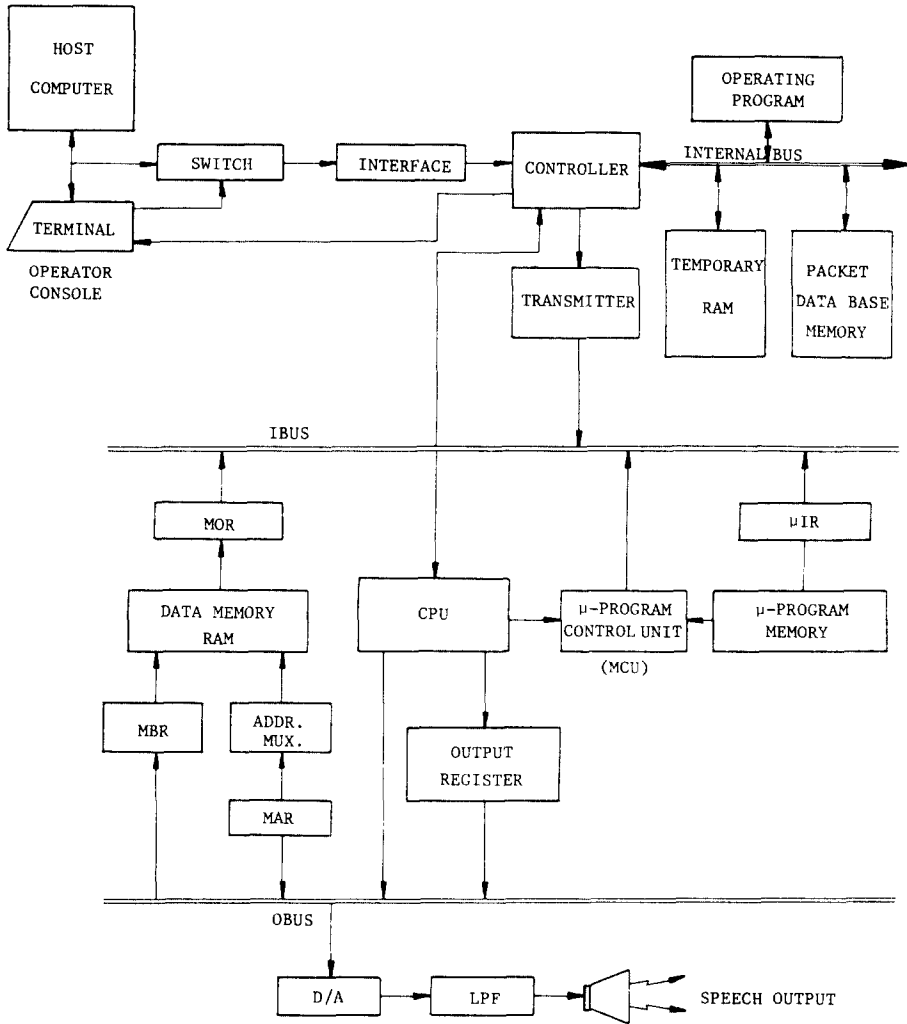 HOST
COMPUTER
OPERATING
PROGRAM
SWITCH
INTERFACE
CONTROLLER
INTERNAL BUS
TERMINAL
OPERATOR
CONSOLE
TRANSMITTER
TEMPORARY
RAM
PACKET
DATA BASE
MEMORY
IBUS
MOR
μIR
DATA MEMORY
RAM
CPU
μ-PROGRAM
CONTROL UNIT
(MCU)
μ-PROGRAM
MEMORY
MBR
ADDR.
MUX.
OUTPUT
REGISTER
MAR
OBUS
D/A
LPF
SPEECH OUTPUT